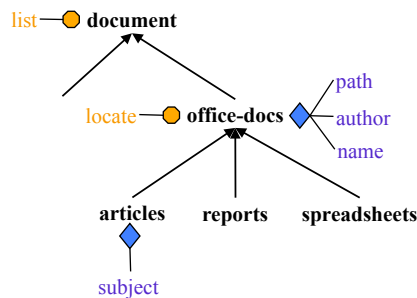 list document
path
locate office-docs author
name
articles reports spreadsheets
subject